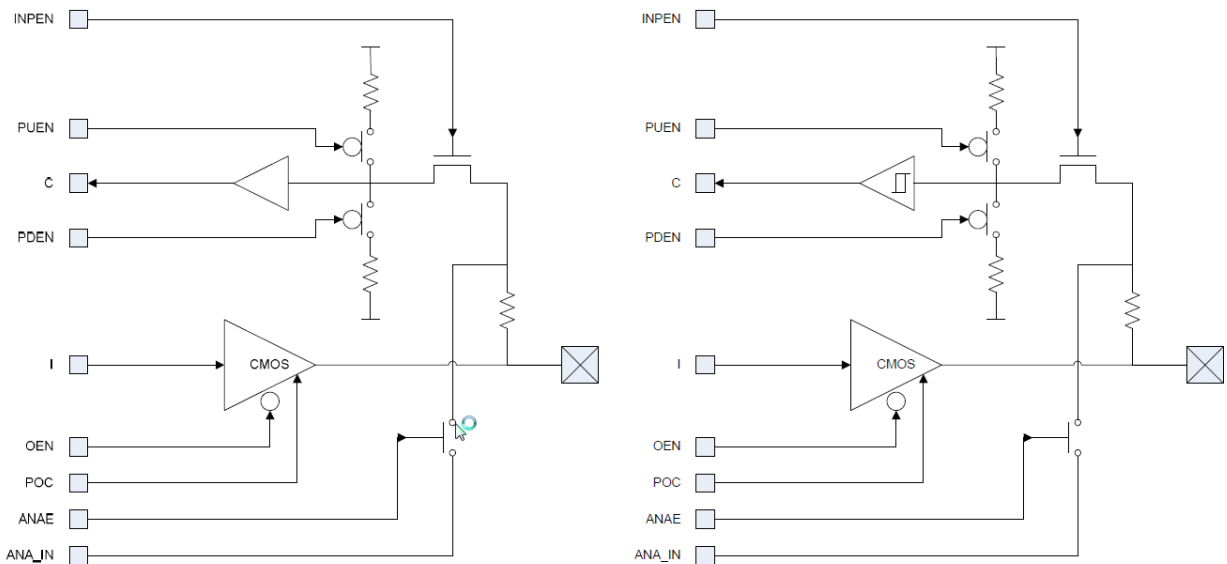 INPEN
PUEN
C
PDEN
I
CMOS
OEN
POC
ANAE
ANA_IN
INPEN
PUEN
C
PDEN
I
CMOS
OEN
POC
ANAE
ANA_IN